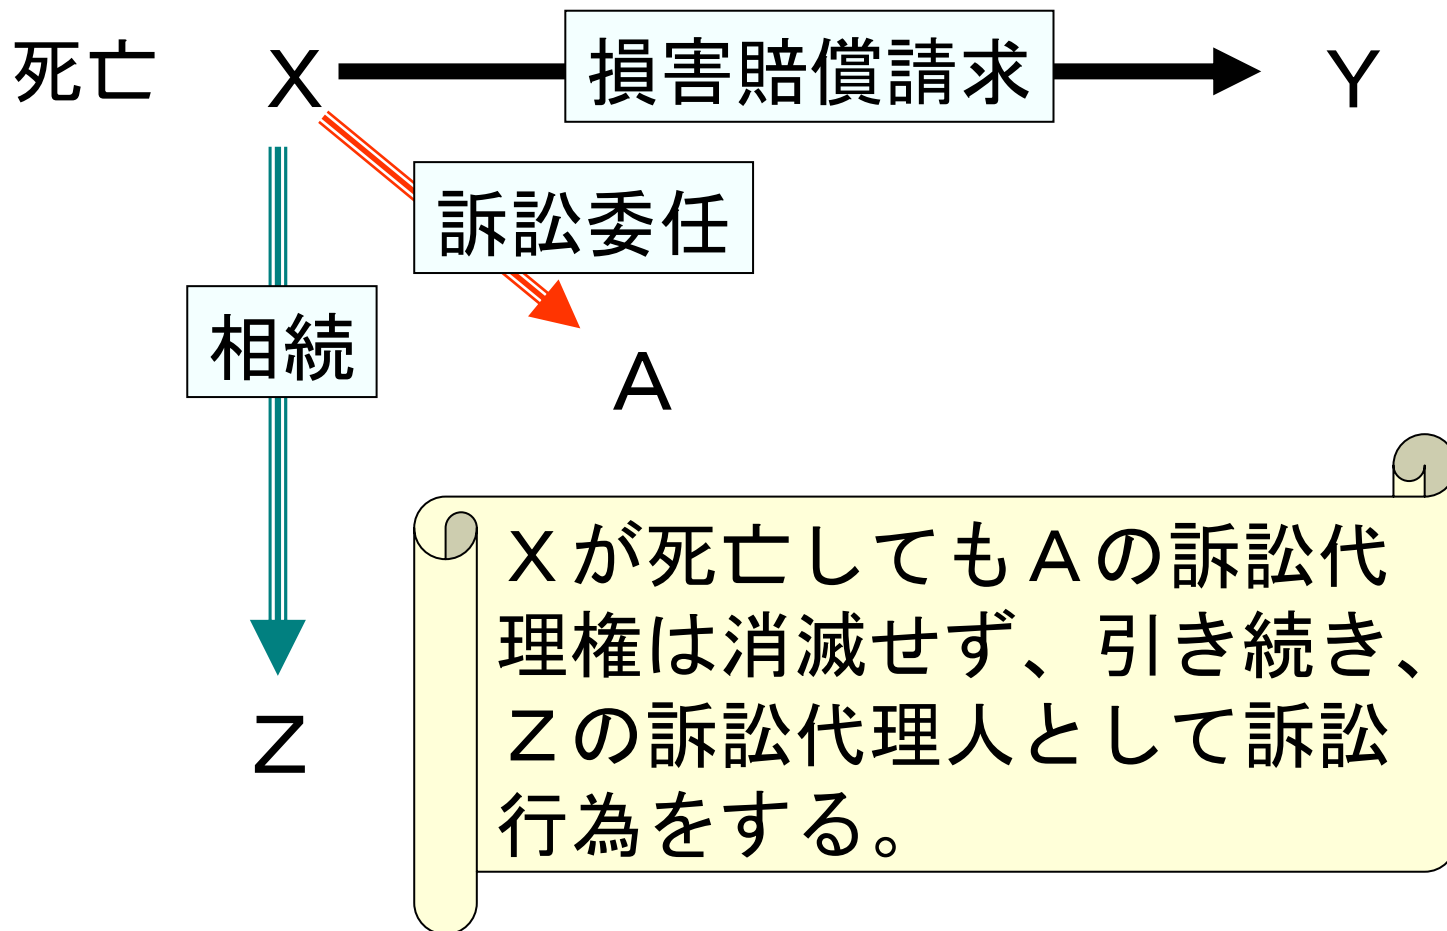 死亡 X 損害賠償請求 Y
訴訟委任
相続
A
Xが死亡してもAの訴訟代
理権は消滅せず、引き続き、
Zの訴訟代理人として訴訟
行為をする。
Z